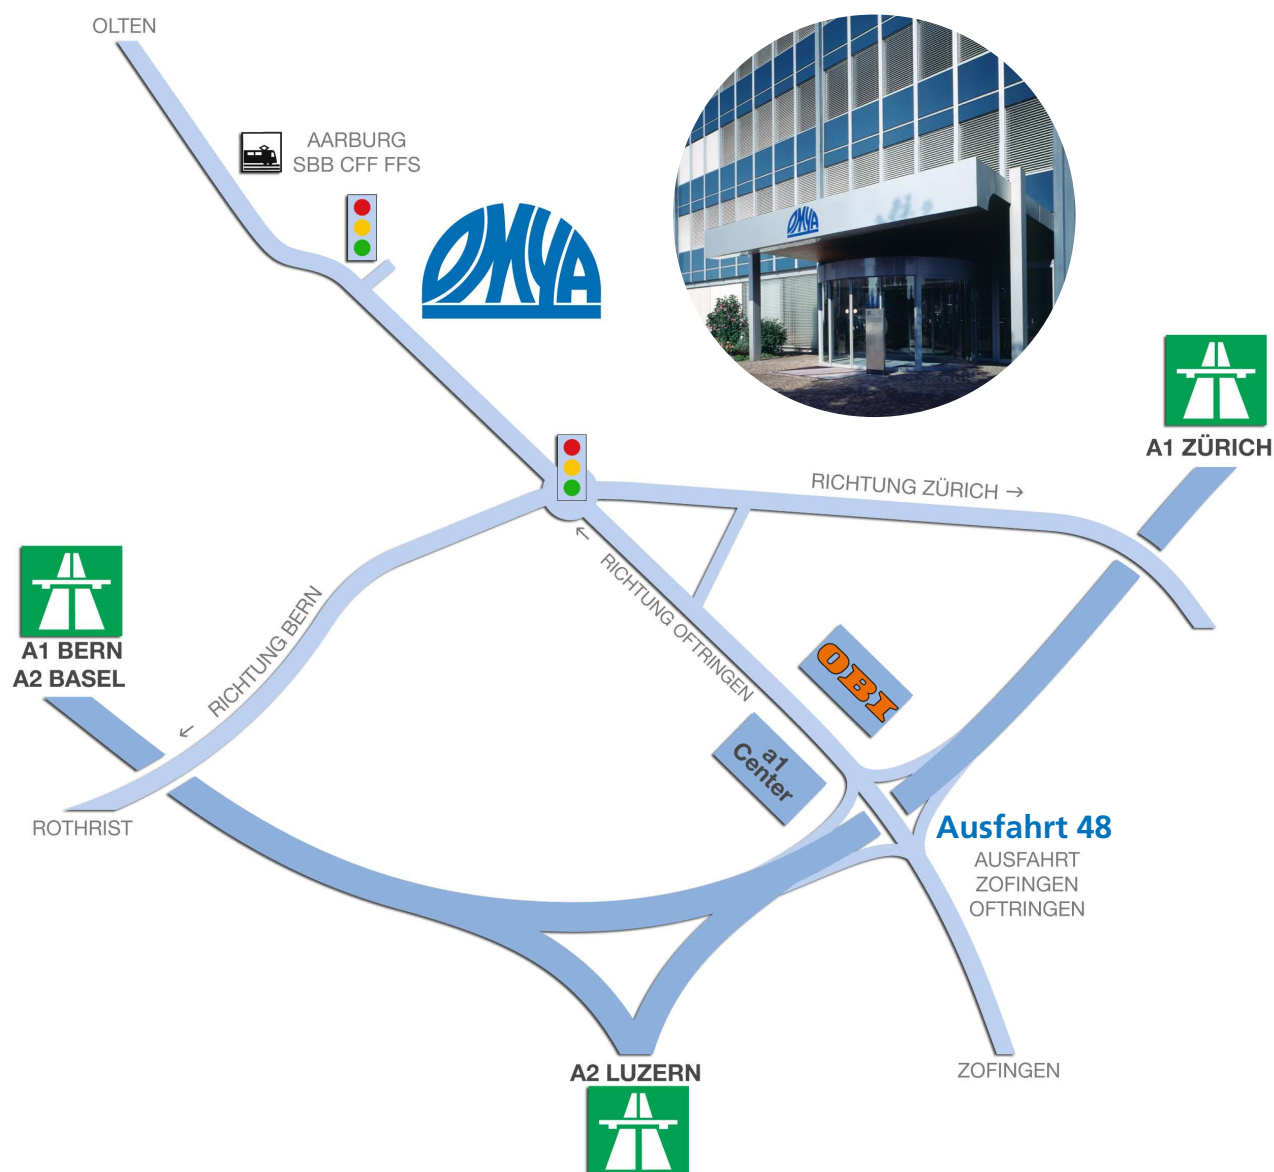 OLTEN
AARBURG
SBB CFF FFS
OMYA
OMYA
A1 ZÜRICH
RICHTUNG ZÜRICH →
← RICHTUNG OFTRINGEN
← RICHTUNG BERN
A1 BERN
A2 BASEL
OBI
a1
Center
ROTHRIST
Ausfahrt 48
AUSFAHRT
ZOFINGEN
OFTRINGEN
A2 LUZERN
ZOFINGEN